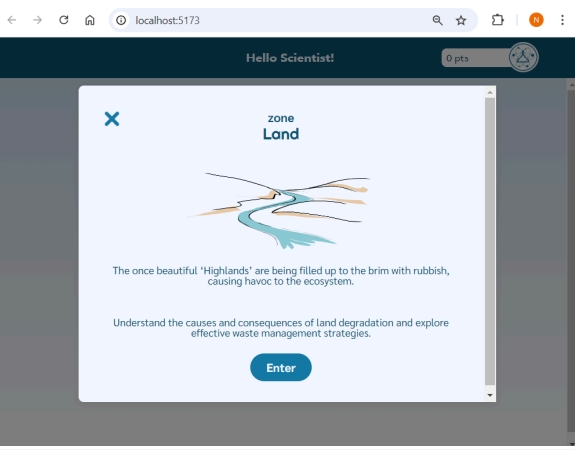 localhost:5173
N
Hello Scientist!
0 pts
zone
Land
The once beautiful ‘Highlands’ are being filled up to the brim with rubbish,
causing havoc to the ecosystem.
Understand the causes and consequences of land degradation and explore
effective waste management strategies.
Enter